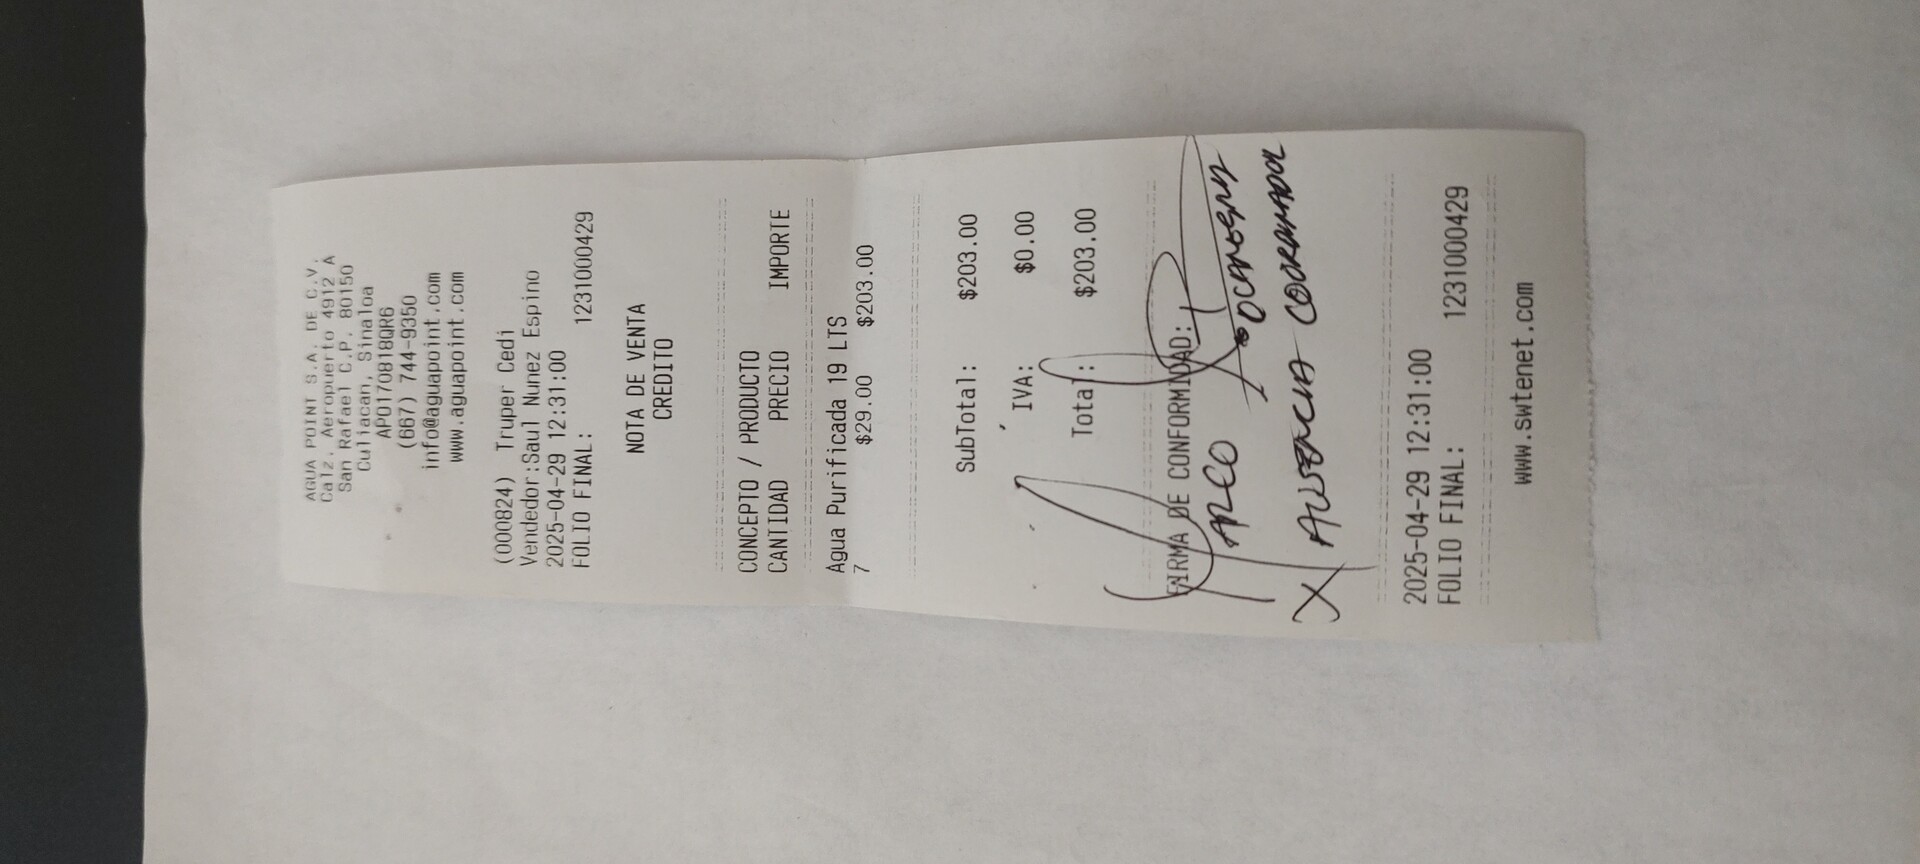 AGUA POINT S.A. DE C.V.
Calz. Aeropuerto 4912 A
San Rafael C.P. 80150
Culiacan, Sinaloa
APO170818QR6
(667) 744-9350
info@aguapoint.com
www.aguapoint.com
(000824) Truper Cedi
Vendedor:Saul Nunez Espino
2025-04-29 12:31:00
FOLIO FINAL: 1231000429
NOTA DE VENTA
CREDITO
CONCEPTO / PRODUCTO
CANTIDAD PRECIO IMPORTE
Agua Purificada 19 LTS
7 $29.00 $203.00
SubTotal: $203.00
IVA: $0.00
Total: $203.00
FIRMA DE CONFORMIDAD:
AUSENCIA COORDINADOR
2025-04-29 12:31:00
FOLIO FINAL: 1231000429
www.swtenet.com